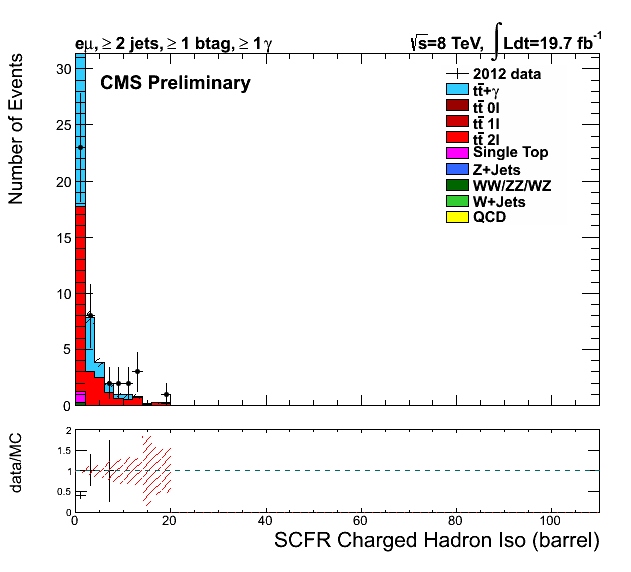 eμ, ≥ 2 jets, ≥ 1 btag, ≥ 1 γ
√s=8 TeV, ∫Ldt=19.7 fb⁻¹
CMS Preliminary
2012 data
tt̄+γ
tt̄ 0l
tt̄ 1l
tt̄ 2l
Single Top
Z+Jets
WW/ZZ/WZ
W+Jets
QCD
Number of Events
30
25
20
15
10
5
0
data/MC
2
1.5
1
0.5
0
0 20 40 60 80 100
SCFR Charged Hadron Iso (barrel)